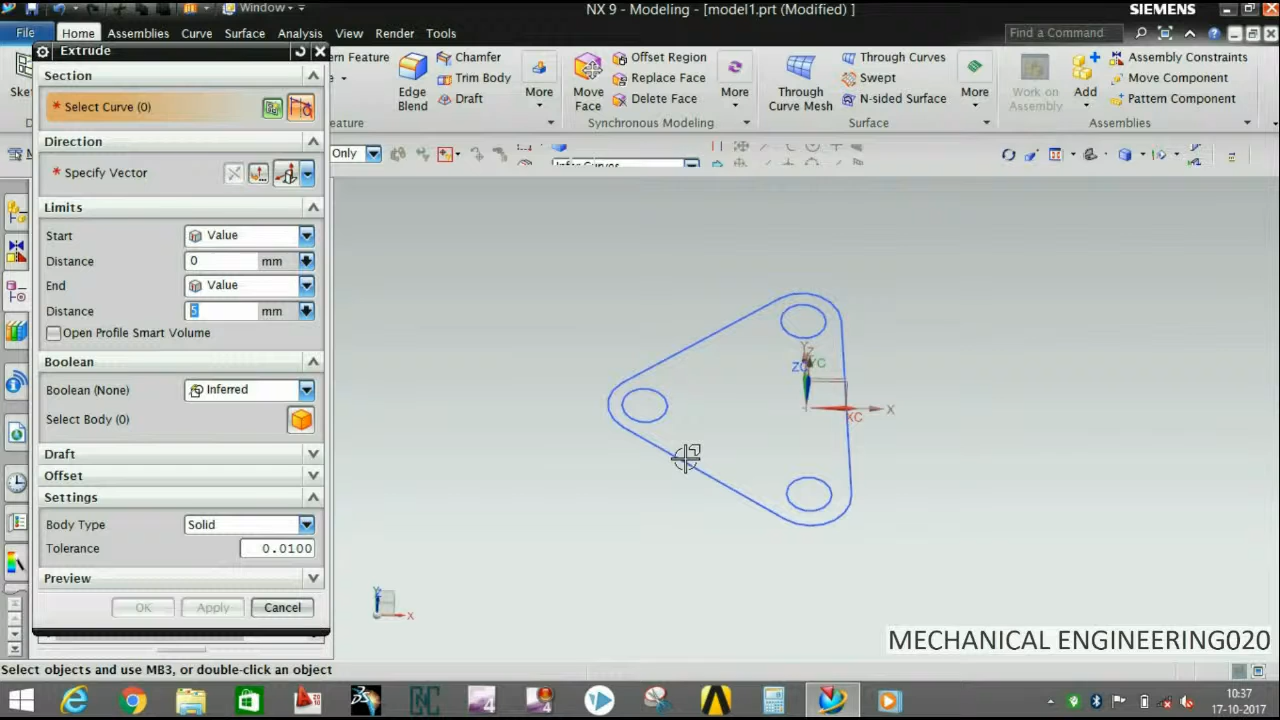 Window
NX 9 - Modeling - [model1.prt (Modified) ]
SIEMENS
File Home Assemblies Curve Surface Analysis View Render Tools
Find a Command
Extrude
Section
* Select Curve (0)
Direction
* Specify Vector
Limits
Start Value
Distance 0 mm
End Value
Distance 5 mm
Open Profile Smart Volume
Boolean
Boolean (None) Inferred
Select Body (0)
Draft
Offset
Settings
Body Type Solid
Tolerance 0.0100
Preview
OK Apply Cancel
Feature
Edge
Blend
Chamfer
Trim Body
Draft
More
Move
Face
Offset Region
Replace Face
Delete Face
More
Synchronous Modeling
Through
Curve Mesh
Through Curves
Swept
N-sided Surface
More
Surface
Work on
Assembly
Add
Assembly Constraints
Move Component
Pattern Component
Assemblies
Only
YC
XC
X
X
MECHANICAL ENGINEERING020
Select objects and use MB3, or double-click an object
10:37
17-10-2017